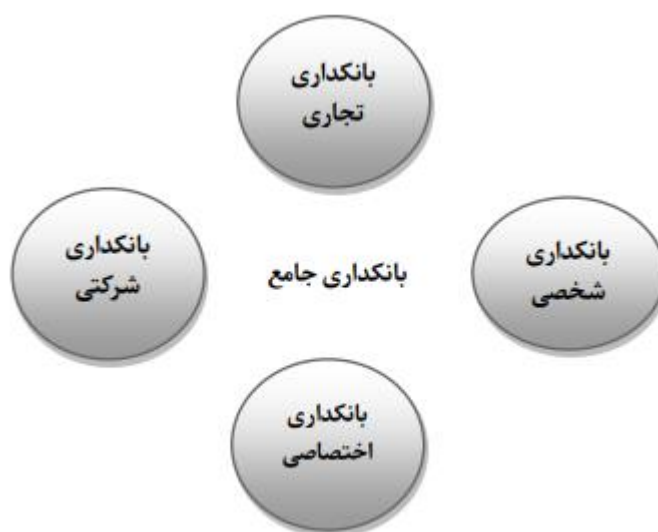 بانکداری
تجاری
بانکداری
شخصی
بانکداری جامع
بانکداری
شرکتی
بانکداری
اختصاصی